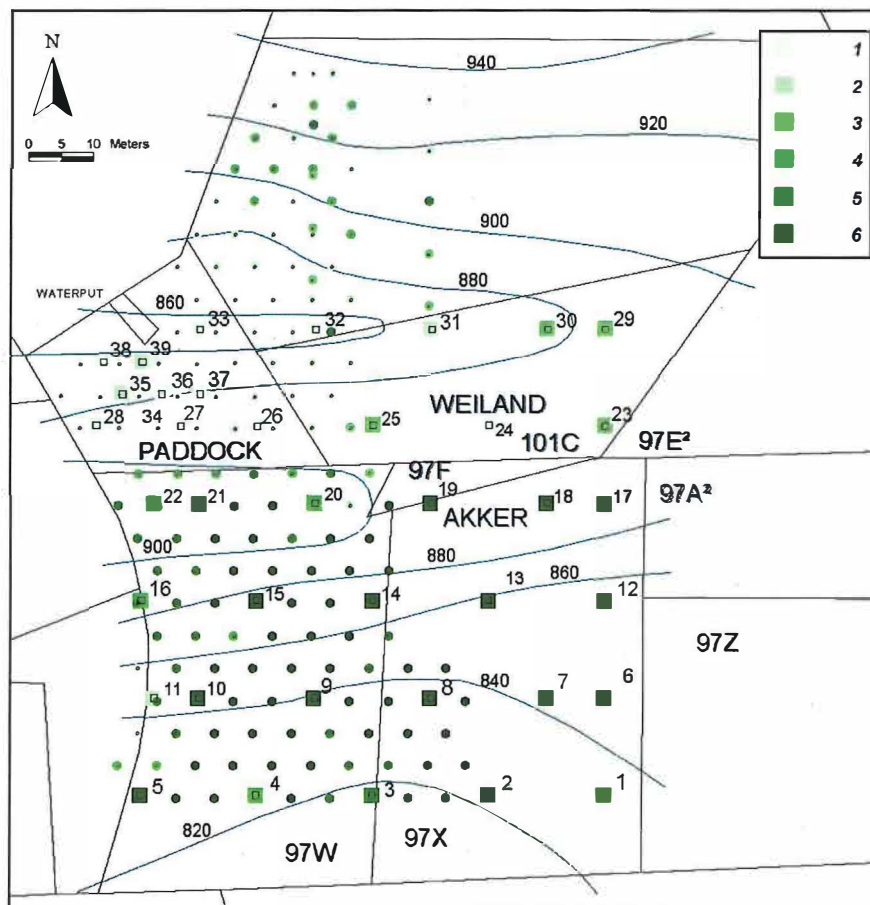 940
1
N
2
920
3
0 5 10 Meters
4
5
900
6
880
WATERPUT
860
33 32 31 30 29
38 39
35 36 37
WEILAND
28 34 27 26 25 24 23
101C 97E²
PADDOCK
97F
22 21 20 19 18 17
97A²
AKKER
900 880 860
16 15 14 13 12
97Z
11 10 9 8 7 6
840
5 4 3 2 1
820
97W 97X